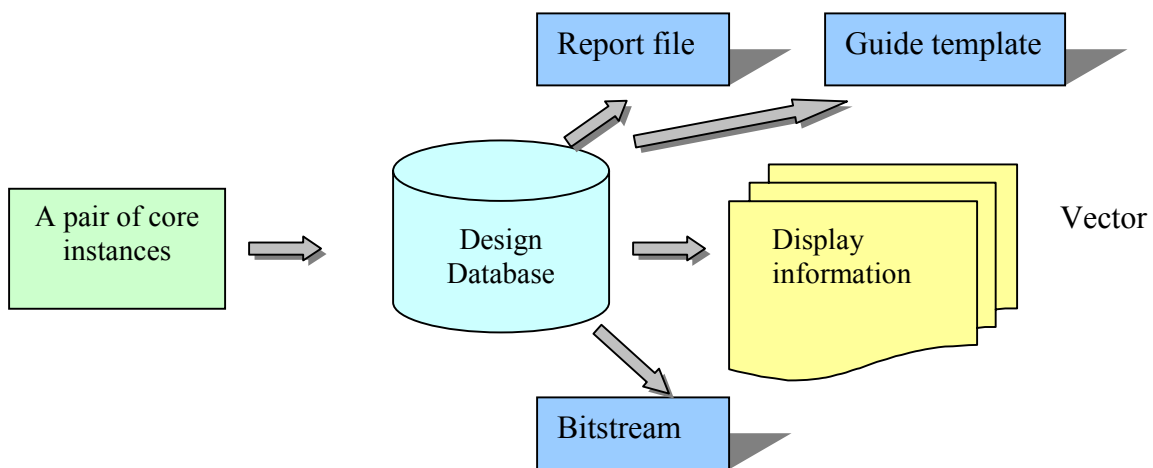 Report file
Guide template
A pair of core
instances
Design
Database
Display
information
Vector
Bitstream